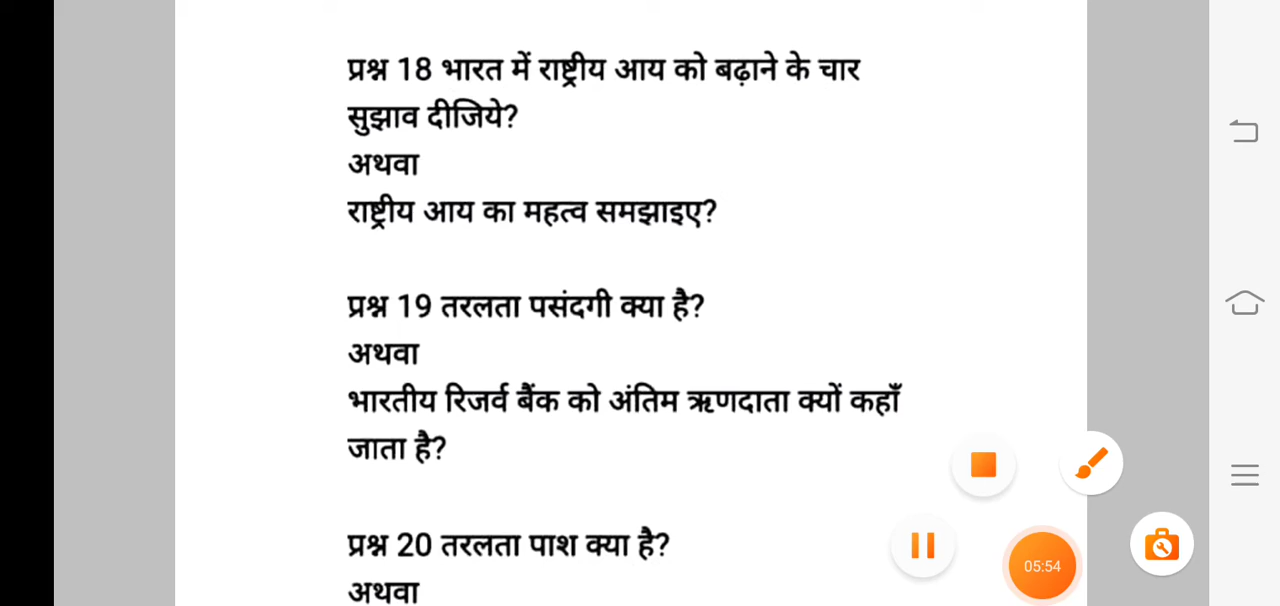 प्रश्न 18 भारत में राष्ट्रीय आय को बढ़ाने के चार
सुझाव दीजिये?
अथवा
राष्ट्रीय आय का महत्व समझाइए?
प्रश्न 19 तरलता पसंदगी क्या है?
अथवा
भारतीय रिजर्व बैंक को अंतिम ऋणदाता क्यों कहाँ
जाता है?
प्रश्न 20 तरलता पाश क्या है?
अथवा
05:54